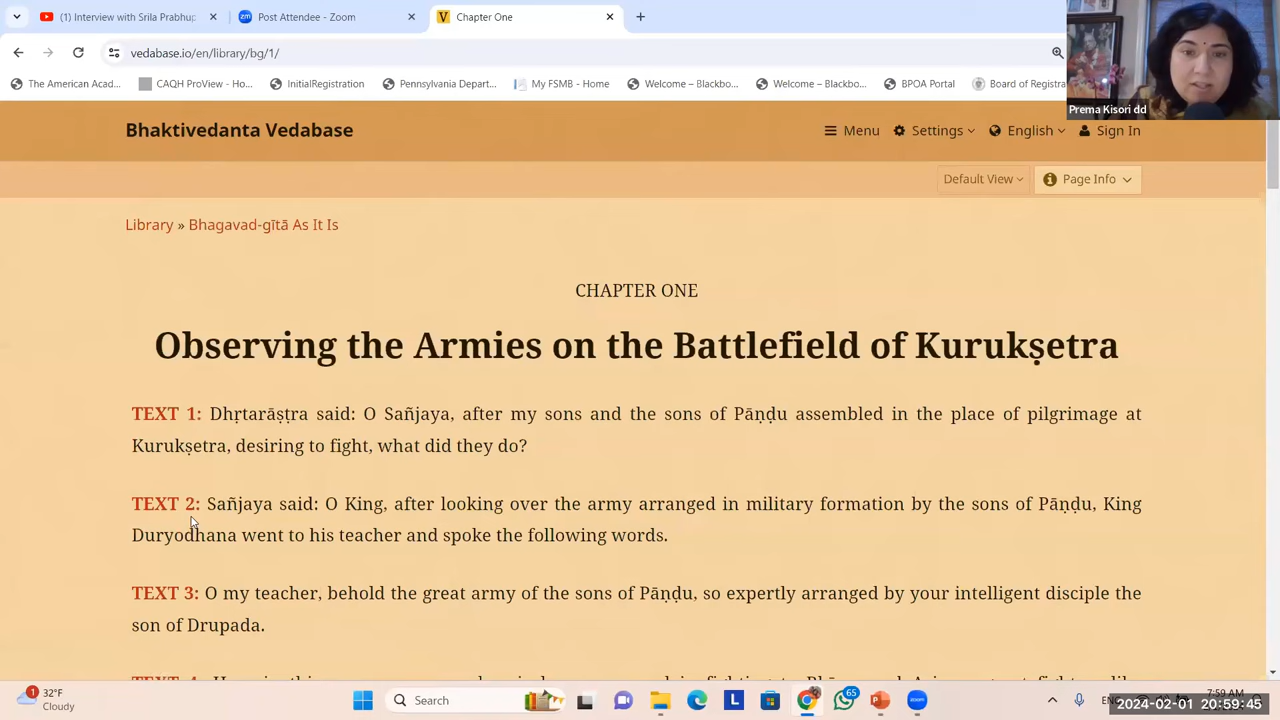 (1) Interview with Srila Prabhup
Post Attendee - Zoom
Chapter One
vedabase.io/en/library/bg/1/
The American Acad...
CAQH ProView - Ho...
InitialRegistration
Pennsylvania Depart...
My FSMB - Home
Welcome – Blackbo...
Welcome – Blackbo...
BPOA Portal
Board of Registra
Prema Kisori dd
Bhaktivedanta Vedabase
Menu
Settings
English
Sign In
Default View
Page Info
Library » Bhagavad-gītā As It Is
CHAPTER ONE
Observing the Armies on the Battlefield of Kurukṣetra
TEXT 1: Dhṛtarāṣṭra said: O Sañjaya, after my sons and the sons of Pāṇḍu assembled in the place of pilgrimage at
Kurukṣetra, desiring to fight, what did they do?
TEXT 2: Sañjaya said: O King, after looking over the army arranged in military formation by the sons of Pāṇḍu, King
Duryodhana went to his teacher and spoke the following words.
TEXT 3: O my teacher, behold the great army of the sons of Pāṇḍu, so expertly arranged by your intelligent disciple the
son of Drupada.
1
32°F
Cloudy
Search
65
ENG
7:59 AM
2024-02-01 20:59:45